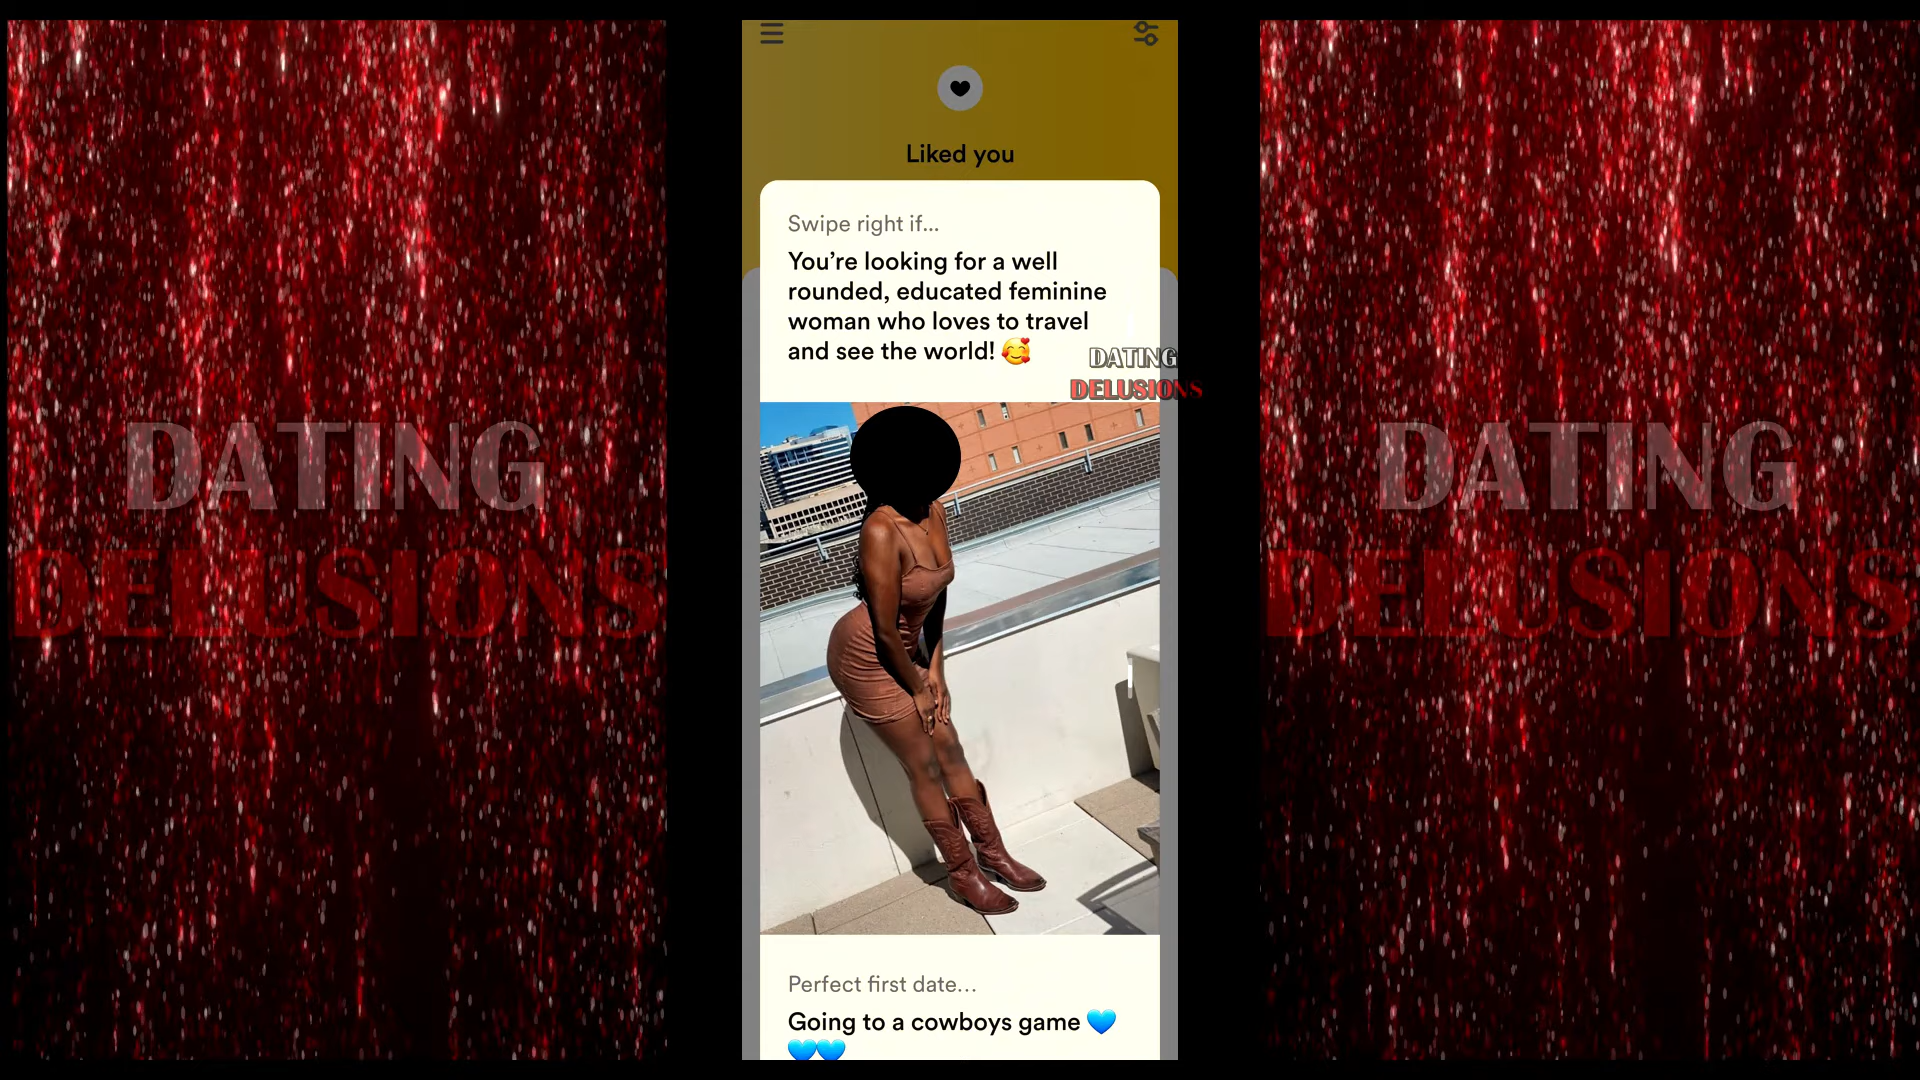 Liked you
Swipe right if...
You’re looking for a well
rounded, educated feminine
woman who loves to travel
and see the world! 🥰
DATING
DELUSIONS
Perfect first date...
Going to a cowboys game 💙
💙💙
DATING
DELUSIONS
DATING
DELUSIONS